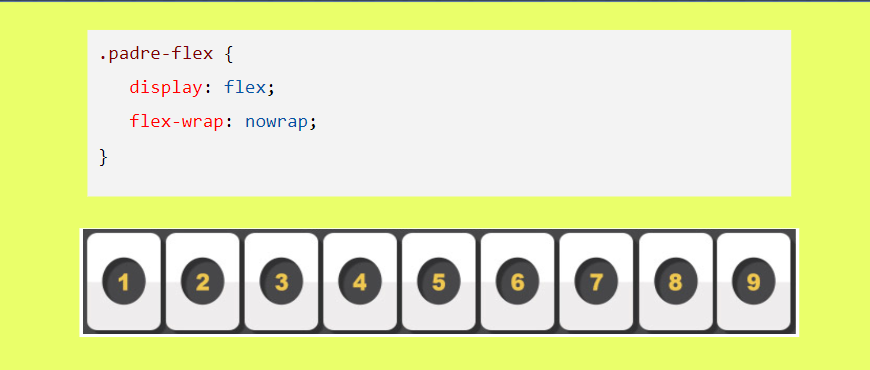 .padre-flex {
display: flex;
flex-wrap: nowrap;
}
1 2 3 4 5 6 7 8 9